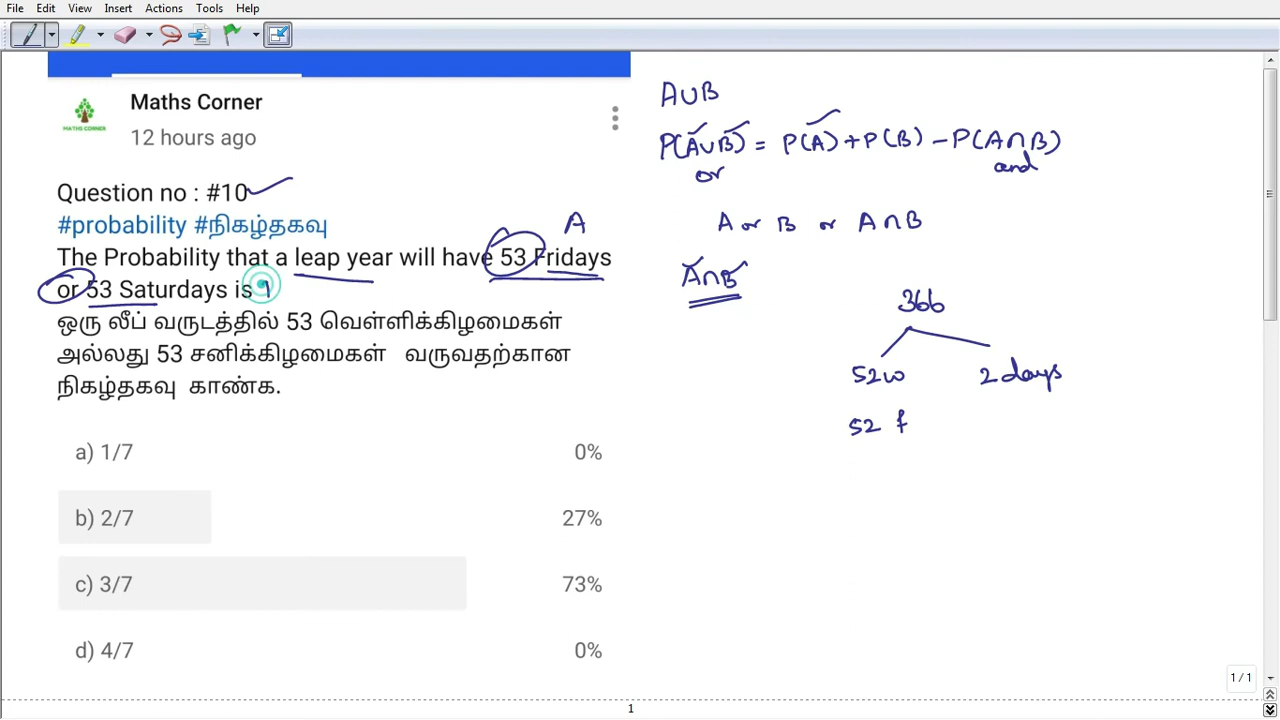 File Edit View Insert Actions Tools Help
Maths Corner
MATHS CORNER
12 hours ago
Question no : #10
#probability #நிகழ்தகவு
A
The Probability that a leap year will have 53 Fridays
or 53 Saturdays is
ஒரு லீப் வருடத்தில் 53 வெள்ளிக்கிழமைகள்
அல்லது 53 சனிக்கிழமைகள் வருவதற்கான
நிகழ்தகவு காண்க.
a) 1/7 0%
b) 2/7 27%
c) 3/7 73%
d) 4/7 0%
A∪B
P(A∪B) = P(A)+P(B)-P(A∩B)
or and
A or B or A∩B
A∩B
366
52w 2 days
52 f
1 / 1
1